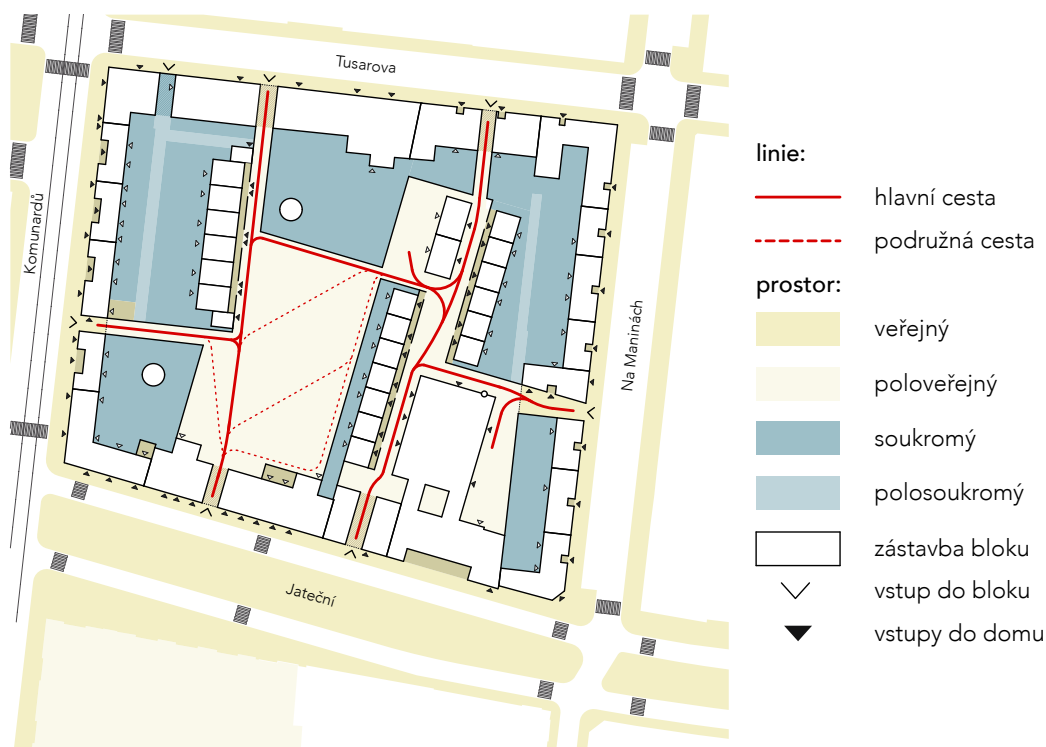 Tusarova
Komunardů
Na Maninách
Jateční
linie:
hlavní cesta
podružná cesta
prostor:
veřejný
poloveřejný
soukromý
polosoukromý
zástavba bloku
vstup do bloku
vstupy do domu